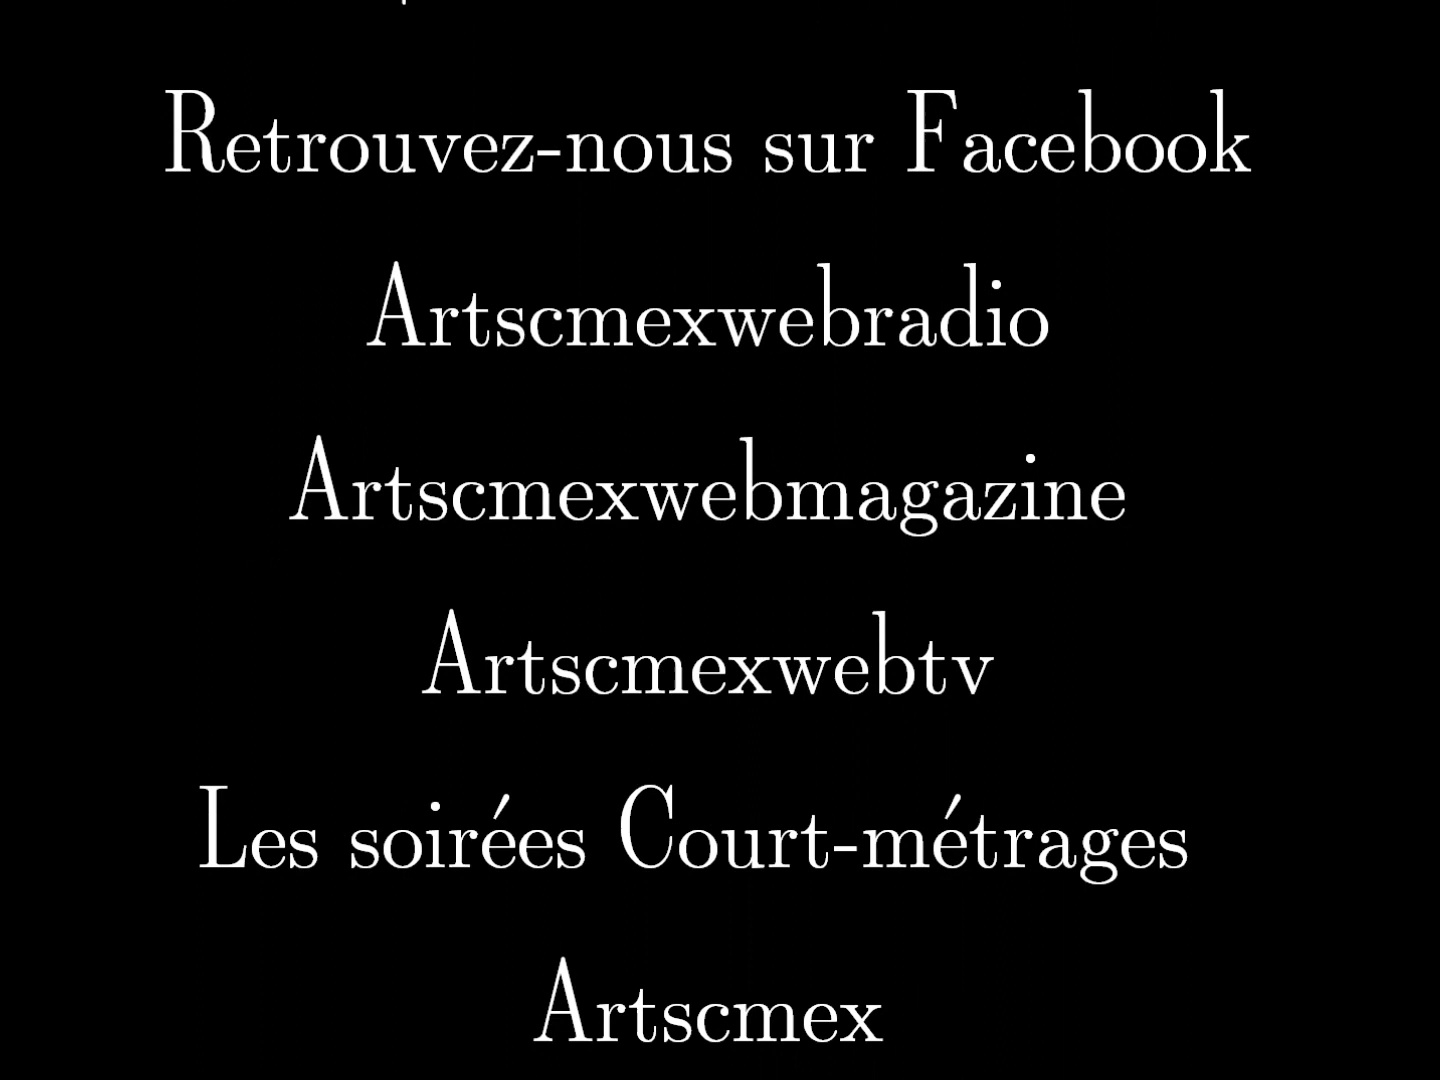 Retrouvez-nous sur Facebook
Artscmexwebradio
Artscmexwebmagazine
Artscmexwebtv
Les soirées Court-métrages
Artscmex